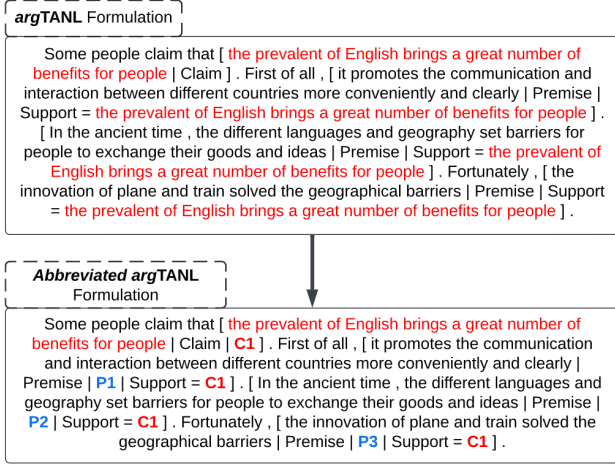 argTANL Formulation
Some people claim that [ the prevalent of English brings a great number of
benefits for people | Claim ] . First of all , [ it promotes the communication and
interaction between different countries more conveniently and clearly | Premise |
Support = the prevalent of English brings a great number of benefits for people ] .
[ In the ancient time , the different languages and geography set barriers for
people to exchange their goods and ideas | Premise | Support = the prevalent of
English brings a great number of benefits for people ] . Fortunately , [ the
innovation of plane and train solved the geographical barriers | Premise | Support
= the prevalent of English brings a great number of benefits for people ] .
Abbreviated argTANL
Formulation
Some people claim that [ the prevalent of English brings a great number of
benefits for people | Claim | C1 ] . First of all , [ it promotes the communication
and interaction between different countries more conveniently and clearly |
Premise | P1 | Support = C1 ] . [ In the ancient time , the different languages and
geography set barriers for people to exchange their goods and ideas | Premise |
P2 | Support = C1 ] . Fortunately , [ the innovation of plane and train solved the
geographical barriers | Premise | P3 | Support = C1 ] .